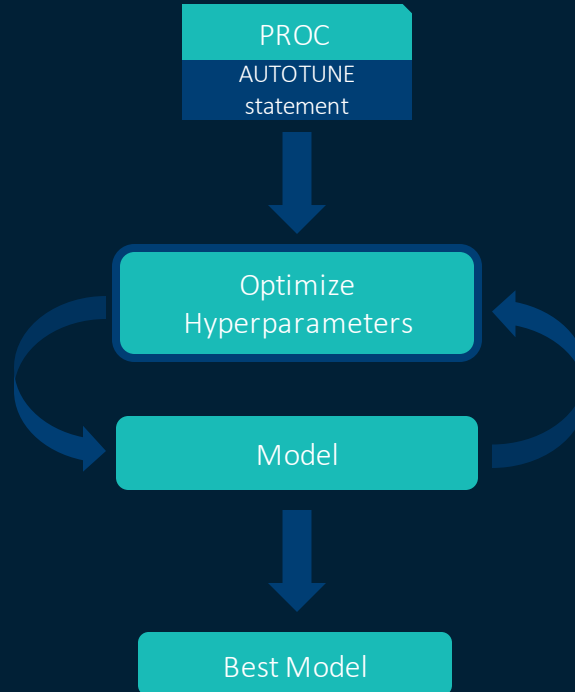 PROC
AUTOTUNE
statement
Optimize
Hyperparameters
Model
Best Model